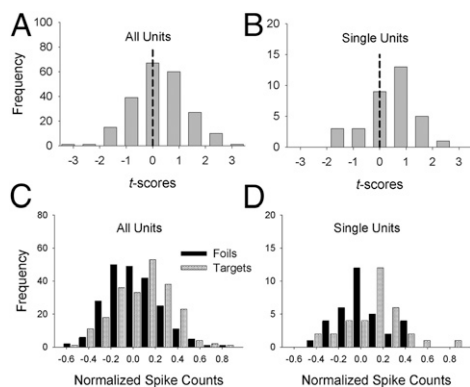 A
All Units
Frequency
100
80
60
40
20
0
-3 -2 -1 0 1 2 3
t-scores
B
Single Units
20
15
10
5
0
-3 -2 -1 0 1 2 3
t-scores
C
All Units
Foils
Targets
Frequency
80
60
40
20
0
-0.6 -0.4 -0.2 0.0 0.2 0.4 0.6 0.8
Normalized Spike Counts
D
Single Units
20
15
10
5
0
-0.6 -0.4 -0.2 0.0 0.2 0.4 0.6 0.8
Normalized Spike Counts